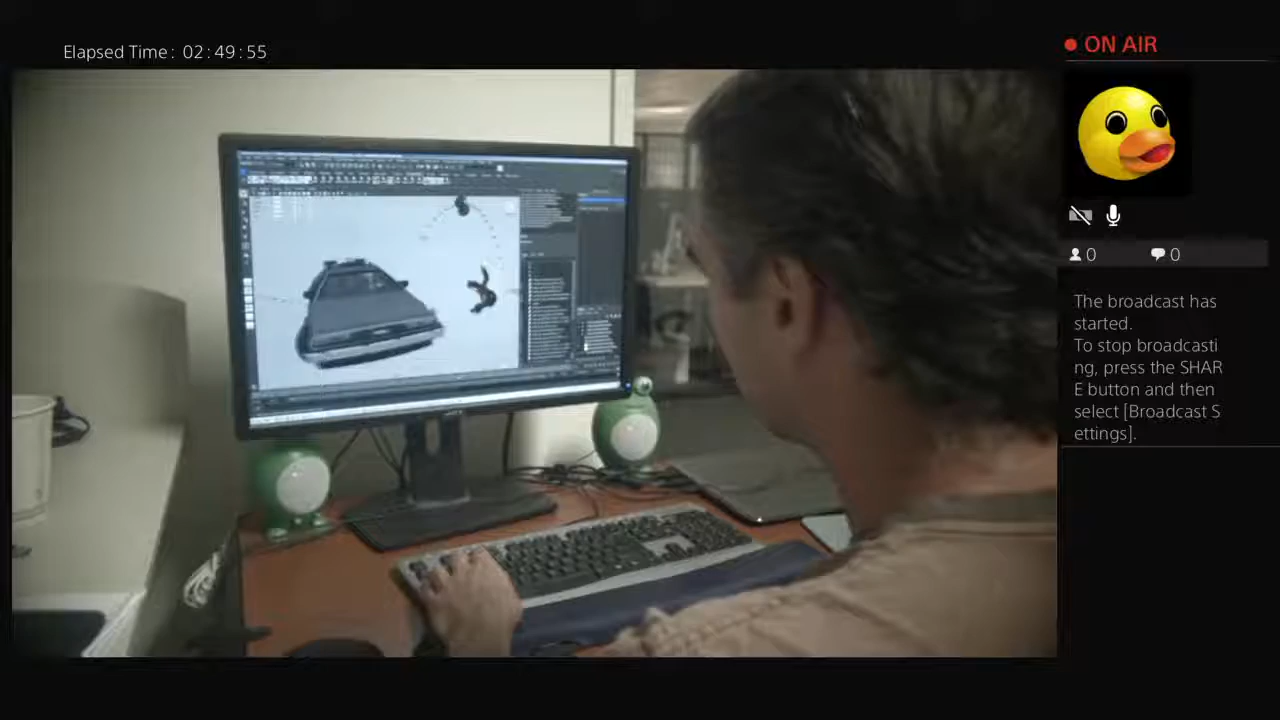 Elapsed Time: 02:49:55
ON AIR
0
0
The broadcast has
started.
To stop broadcasti
ng, press the SHAR
E button and then
select [Broadcast S
ettings].